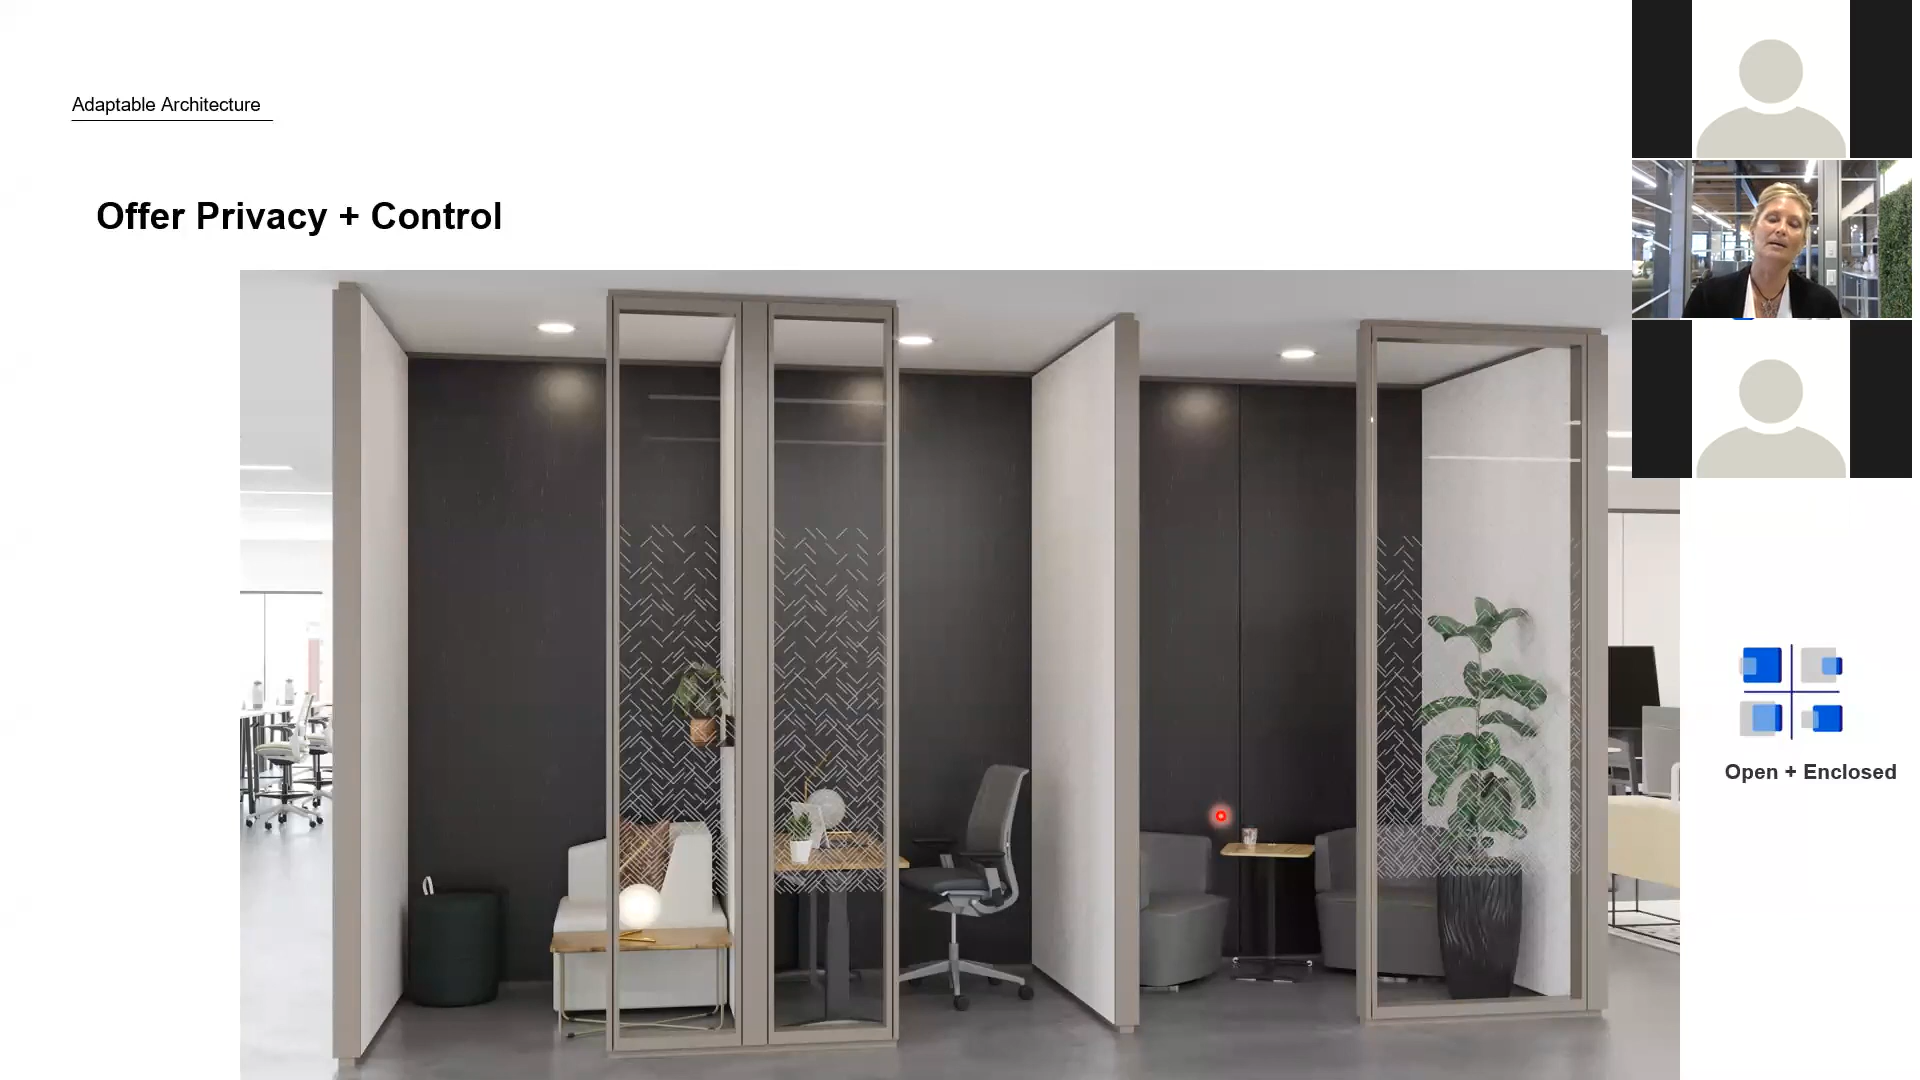 Adaptable Architecture
Offer Privacy + Control
Open + Enclosed